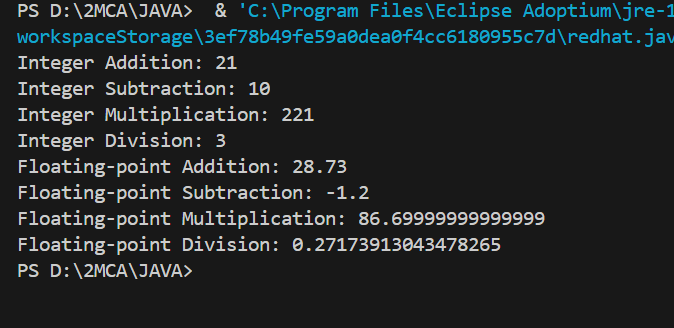 PS D:\2MCA\JAVA>  & 'C:\Program Files\Eclipse Adoptium\jre-1
workspaceStorage\3ef78b49fe59a0dea0f4cc6180955c7d\redhat.jav
Integer Addition: 21
Integer Subtraction: 10
Integer Multiplication: 221
Integer Division: 3
Floating-point Addition: 28.73
Floating-point Subtraction: -1.2
Floating-point Multiplication: 86.69999999999999
Floating-point Division: 0.27173913043478265
PS D:\2MCA\JAVA>